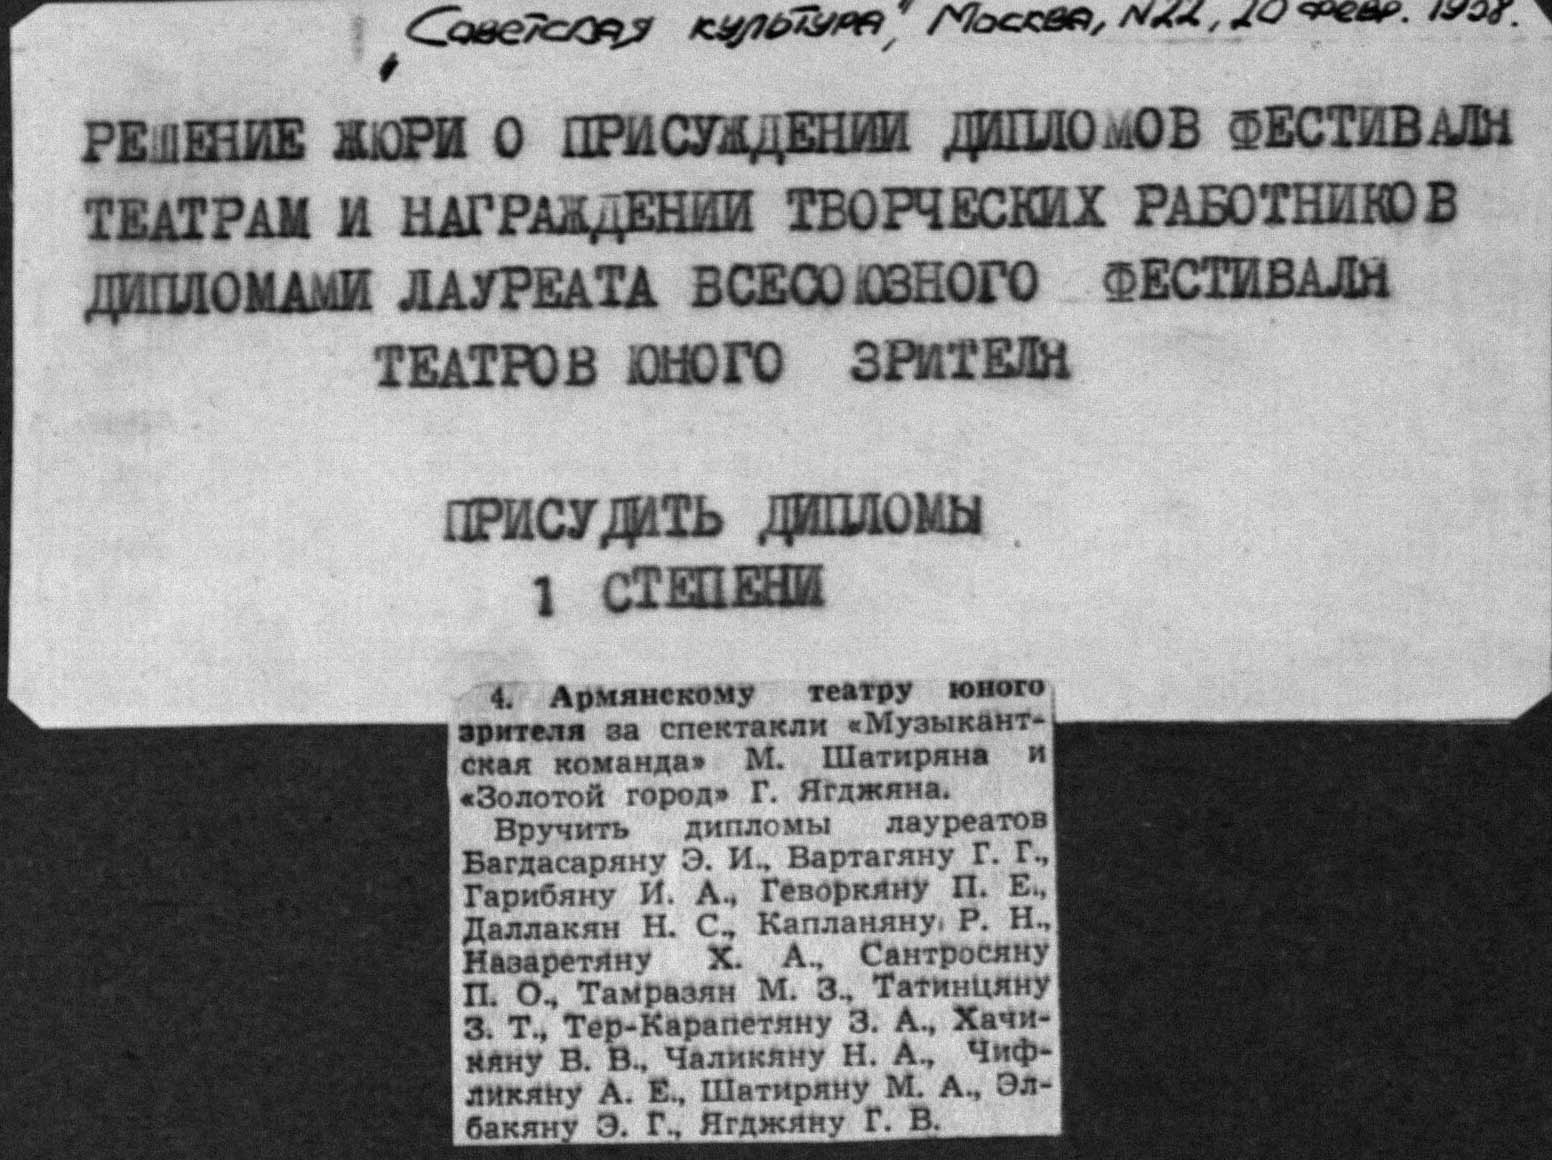 „Советская культура", Москва, N22, 20 февр. 1958.
РЕШЕНИЕ ЖЮРИ О ПРИСУЖДЕНИИ ДИПЛОМОВ ФЕСТИВАЛЯ
ТЕАТРАМ И НАГРАЖДЕНИИ ТВОРЧЕСКИХ РАБОТНИКОВ
ДИПЛОМАМИ ЛАУРЕАТА ВСЕСОЮЗНОГО ФЕСТИВАЛЯ
ТЕАТРОВ ЮНОГО ЗРИТЕЛЯ
ПРИСУДИТЬ ДИПЛОМЫ
1 СТЕПЕНИ
4. Армянскому театру юного
зрителя за спектакли «Музыкант-
ская команда» М. Шатиряна и
«Золотой город» Г. Ягджяна.
Вручить дипломы лауреатов
Багдасаряну Э. И., Вартагяну Г. Г.,
Гарибяну И. А., Геворкяну П. Е.,
Даллакян Н. С., Капланяну Р. Н.,
Назаретяну Х. А., Сантросяну
П. О., Тамразян М. З., Татинцяну
З. Т., Тер-Карапетяну З. А., Хачи-
кяну В. В., Чаликяну Н. А., Чиф-
ликяну А. Е., Шатиряну М. А., Эл-
бакяну Э. Г., Ягджяну Г. В.